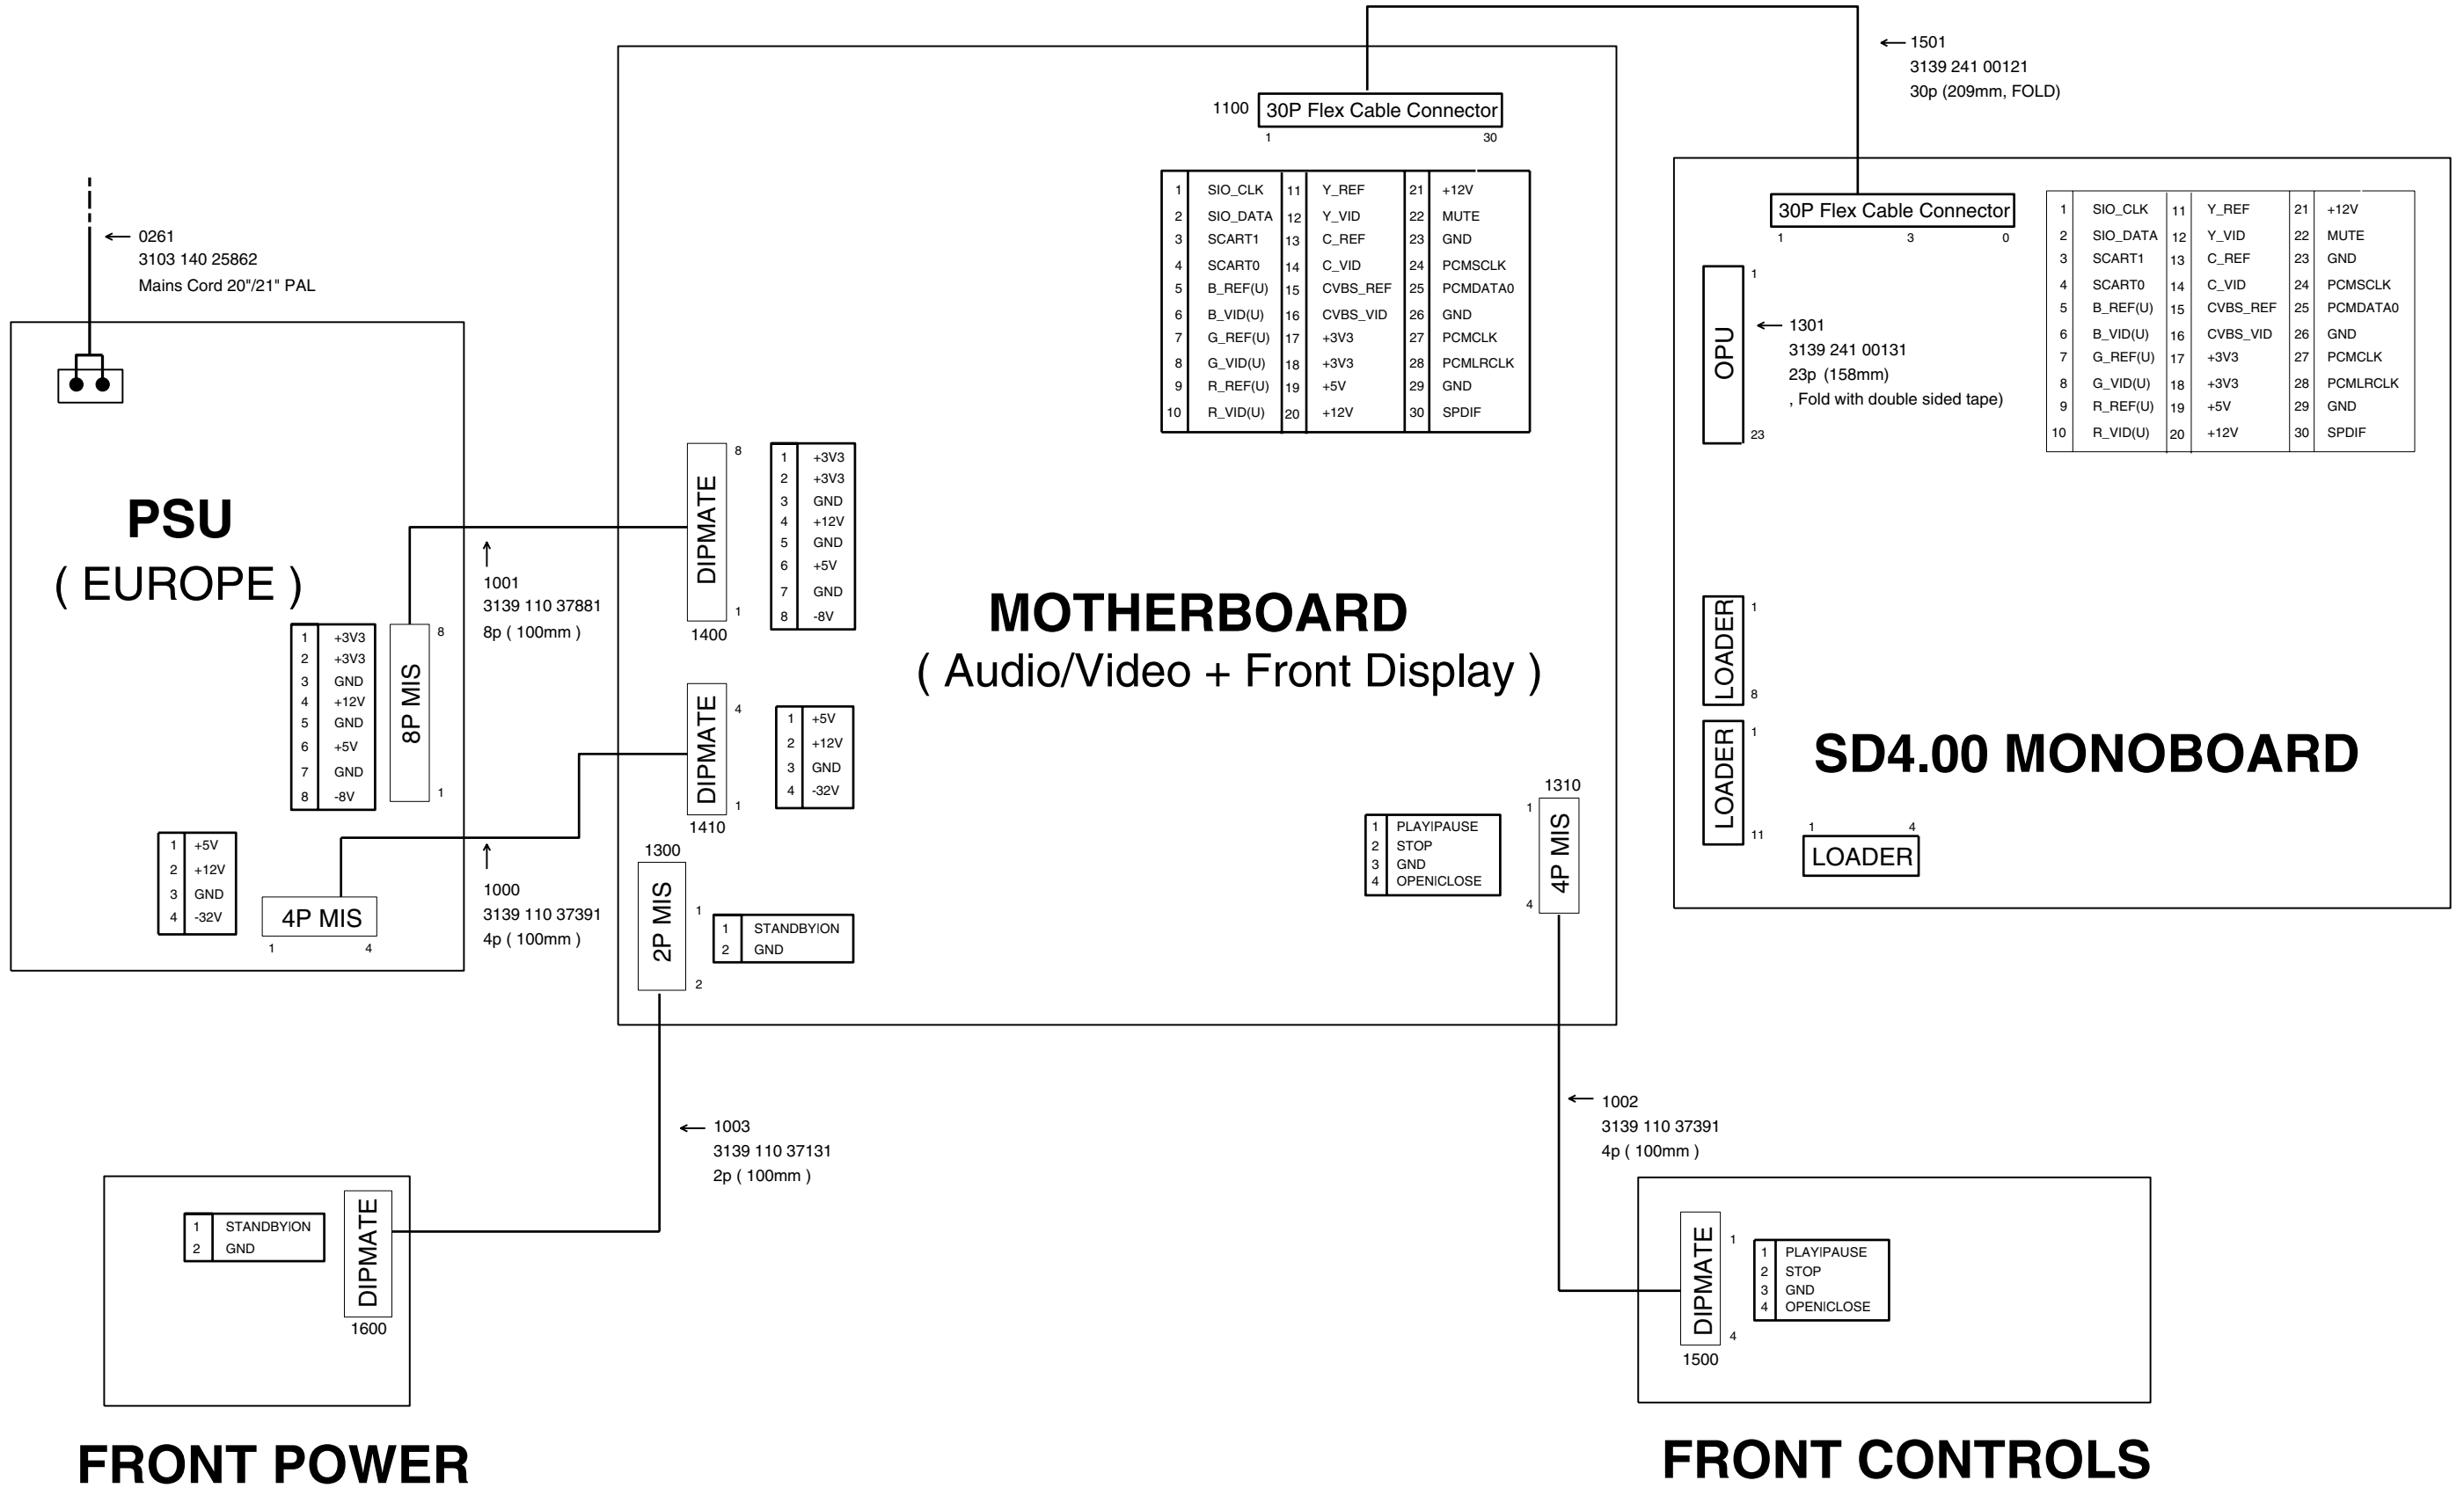 1501
3139 241 00121
30p (209mm, FOLD)
1100 30P Flex Cable Connector
1 30
1 SIO_CLK 11 Y_REF 21 +12V
2 SIO_DATA 12 Y_VID 22 MUTE
3 SCART1 13 C_REF 23 GND
4 SCART0 14 C_VID 24 PCMSCLK
5 B_REF(U) 15 CVBS_REF 25 PCMDATA0
6 B_VID(U) 16 CVBS_VID 26 GND
7 G_REF(U) 17 +3V3 27 PCMCLK
8 G_VID(U) 18 +3V3 28 PCMLRCLK
9 R_REF(U) 19 +5V 29 GND
10 R_VID(U) 20 +12V 30 SPDIF
30P Flex Cable Connector
1 3 0
1 SIO_CLK 11 Y_REF 21 +12V
2 SIO_DATA 12 Y_VID 22 MUTE
3 SCART1 13 C_REF 23 GND
4 SCART0 14 C_VID 24 PCMSCLK
5 B_REF(U) 15 CVBS_REF 25 PCMDATA0
6 B_VID(U) 16 CVBS_VID 26 GND
7 G_REF(U) 17 +3V3 27 PCMCLK
8 G_VID(U) 18 +3V3 28 PCMLRCLK
9 R_REF(U) 19 +5V 29 GND
10 R_VID(U) 20 +12V 30 SPDIF
OPU
1
23
1301
3139 241 00131
23p (158mm)
, Fold with double sided tape)
0261
3103 140 25862
Mains Cord 20"/21" PAL
PSU
( EUROPE )
1 +3V3
2 +3V3
3 GND
4 +12V
5 GND
6 +5V
7 GND
8 -8V
8P MIS
8
1
1 +5V
2 +12V
3 GND
4 -32V
4P MIS
1 4
1001
3139 110 37881
8p ( 100mm )
1000
3139 110 37391
4p ( 100mm )
DIPMATE
8
1
1400
1 +3V3
2 +3V3
3 GND
4 +12V
5 GND
6 +5V
7 GND
8 -8V
DIPMATE
4
1
1410
1 +5V
2 +12V
3 GND
4 -32V
MOTHERBOARD
( Audio/Video + Front Display )
1300
2P MIS
1
2
1 STANDBY|ON
2 GND
1310
4P MIS
1
4
1 PLAY|PAUSE
2 STOP
3 GND
4 OPEN|CLOSE
LOADER
1
8
LOADER
1
11
1 4
LOADER
SD4.00 MONOBOARD
1003
3139 110 37131
2p ( 100mm )
1002
3139 110 37391
4p ( 100mm )
1 STANDBY|ON
2 GND
DIPMATE
1600
FRONT POWER
DIPMATE
1
4
1500
1 PLAY|PAUSE
2 STOP
3 GND
4 OPEN|CLOSE
FRONT CONTROLS